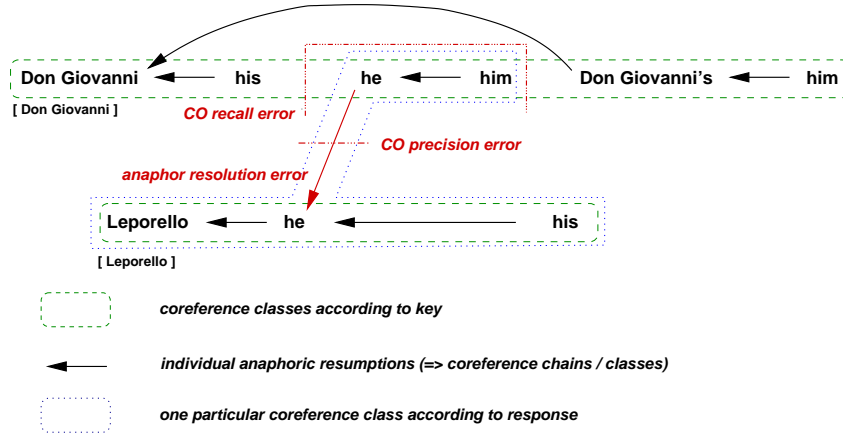 Don Giovanni his he him Don Giovanni's him
[ Don Giovanni ]
CO recall error
CO precision error
anaphor resolution error
Leporello he his
[ Leporello ]
coreference classes according to key
individual anaphoric resumptions (=> coreference chains / classes)
one particular coreference class according to response